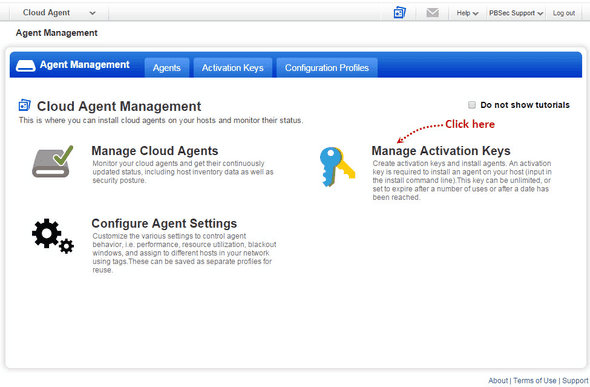 Cloud Agent
Help
PBSec Support
Log out
Agent Management
Agent Management
Agents
Activation Keys
Configuration Profiles
Cloud Agent Management
Do not show tutorials
This is where you can install cloud agents on your hosts and monitor their status.
Click here
Manage Cloud Agents
Monitor your cloud agents and get their continuously
updated status, including host inventory data as well as
security posture.
Manage Activation Keys
Create activation keys and install agents. An activation
key is required to install an agent on your host (input in
the install command line).This key can be unlimited, or
set to expire after a number of uses or after a date has
been reached.
Configure Agent Settings
Customize the various settings to control agent
behavior, i.e. performance, resource utilization, blackout
windows, and assign to different hosts in your network
using tags.These can be saved as separate profiles for
reuse.
About | Terms of Use | Support